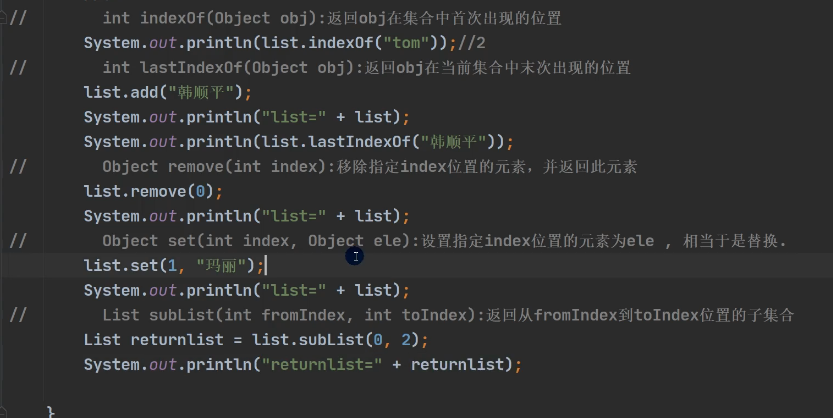 //        int indexOf(Object obj):返回obj在集合中首次出现的位置
System.out.println(list.indexOf("tom"));//2
//        int lastIndexOf(Object obj):返回obj在当前集合中末次出现的位置
list.add("韩顺平");
System.out.println("list=" + list);
System.out.println(list.lastIndexOf("韩顺平"));
//        Object remove(int index):移除指定index位置的元素，并返回此元素
list.remove(0);
System.out.println("list=" + list);
//        Object set(int index, Object ele):设置指定index位置的元素为ele , 相当于是替换.
list.set(1, "玛丽");
System.out.println("list=" + list);
//        List subList(int fromIndex, int toIndex):返回从fromIndex到toIndex位置的子集合
List returnlist = list.subList(0, 2);
System.out.println("returnlist=" + returnlist);
}